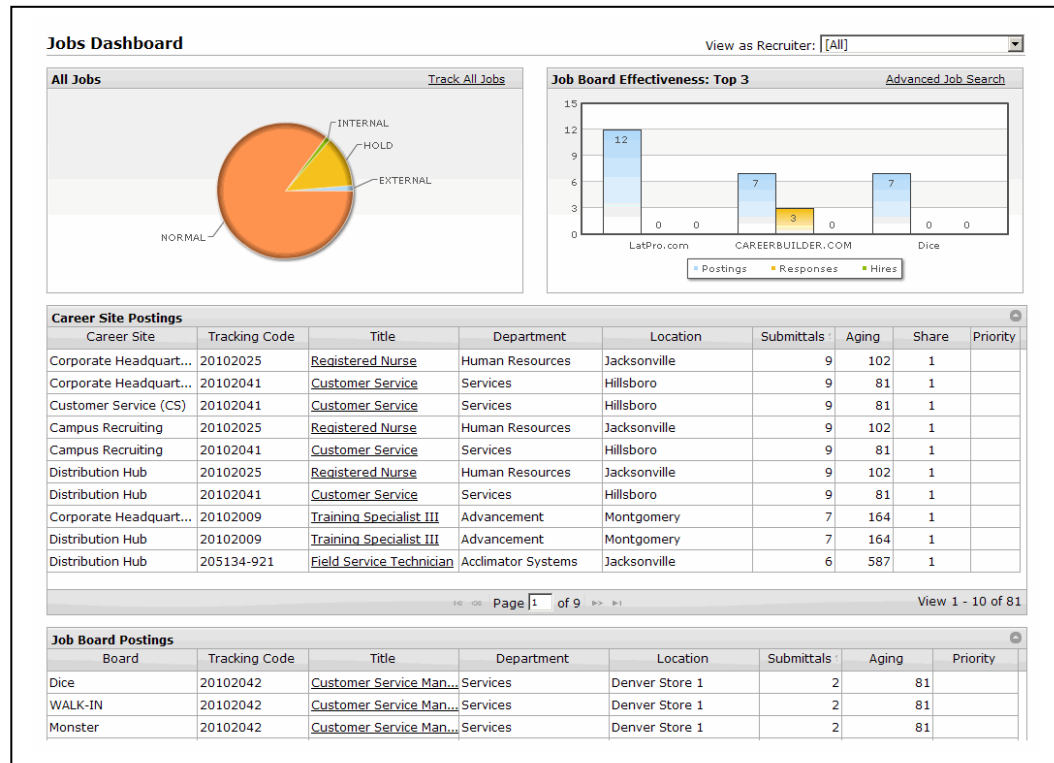 Jobs Dashboard
View as Recruiter: [All]
All Jobs Track All Jobs
INTERNAL
HOLD
EXTERNAL
NORMAL
Job Board Effectiveness: Top 3 Advanced Job Search
15
12
9
6
3
0
12 0 0
7 3 0
7 0 0
LatPro.com CAREERBUILDER.COM Dice
Postings Responses Hires
Career Site Postings
Career Site Tracking Code Title Department Location Submittals Aging Share Priority
Corporate Headquart... 20102025 Registered Nurse Human Resources Jacksonville 9 102 1
Corporate Headquart... 20102041 Customer Service Services Hillsboro 9 81 1
Customer Service (CS) 20102041 Customer Service Services Hillsboro 9 81 1
Campus Recruiting 20102025 Registered Nurse Human Resources Jacksonville 9 102 1
Campus Recruiting 20102041 Customer Service Services Hillsboro 9 81 1
Distribution Hub 20102025 Registered Nurse Human Resources Jacksonville 9 102 1
Distribution Hub 20102041 Customer Service Services Hillsboro 9 81 1
Corporate Headquart... 20102009 Training Specialist III Advancement Montgomery 7 164 1
Distribution Hub 20102009 Training Specialist III Advancement Montgomery 7 164 1
Distribution Hub 205134-921 Field Service Technician Acclimator Systems Jacksonville 6 587 1
Page 1 of 9 View 1 - 10 of 81
Job Board Postings
Board Tracking Code Title Department Location Submittals Aging Priority
Dice 20102042 Customer Service Man... Services Denver Store 1 2 81
WALK-IN 20102042 Customer Service Man... Services Denver Store 1 2 81
Monster 20102042 Customer Service Man... Services Denver Store 1 2 81